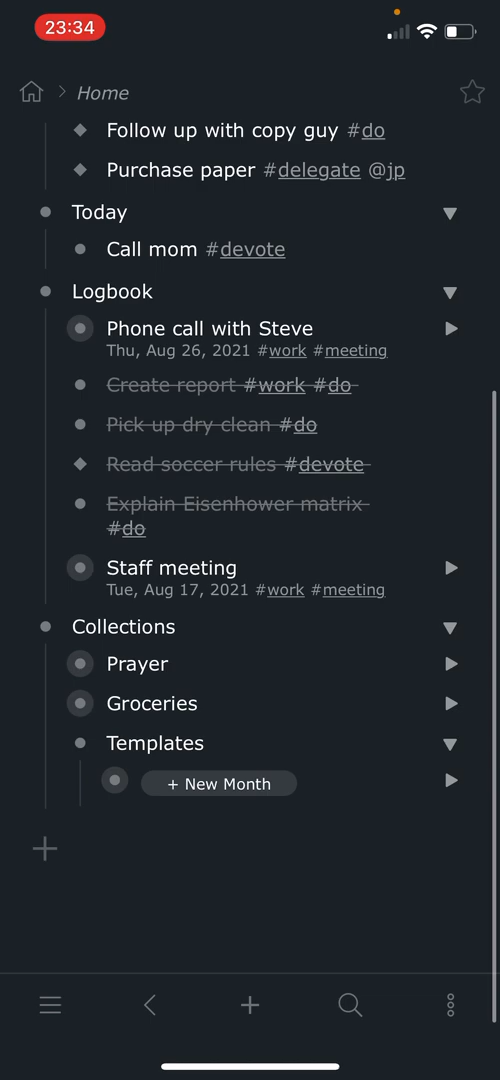 23:34
Home
Follow up with copy guy #do
Purchase paper #delegate @jp
Today
Call mom #devote
Logbook
Phone call with Steve
Thu, Aug 26, 2021 #work #meeting
Create report #work #do
Pick up dry clean #do
Read soccer rules #devote
Explain Eisenhower matrix
#do
Staff meeting
Tue, Aug 17, 2021 #work #meeting
Collections
Prayer
Groceries
Templates
+ New Month